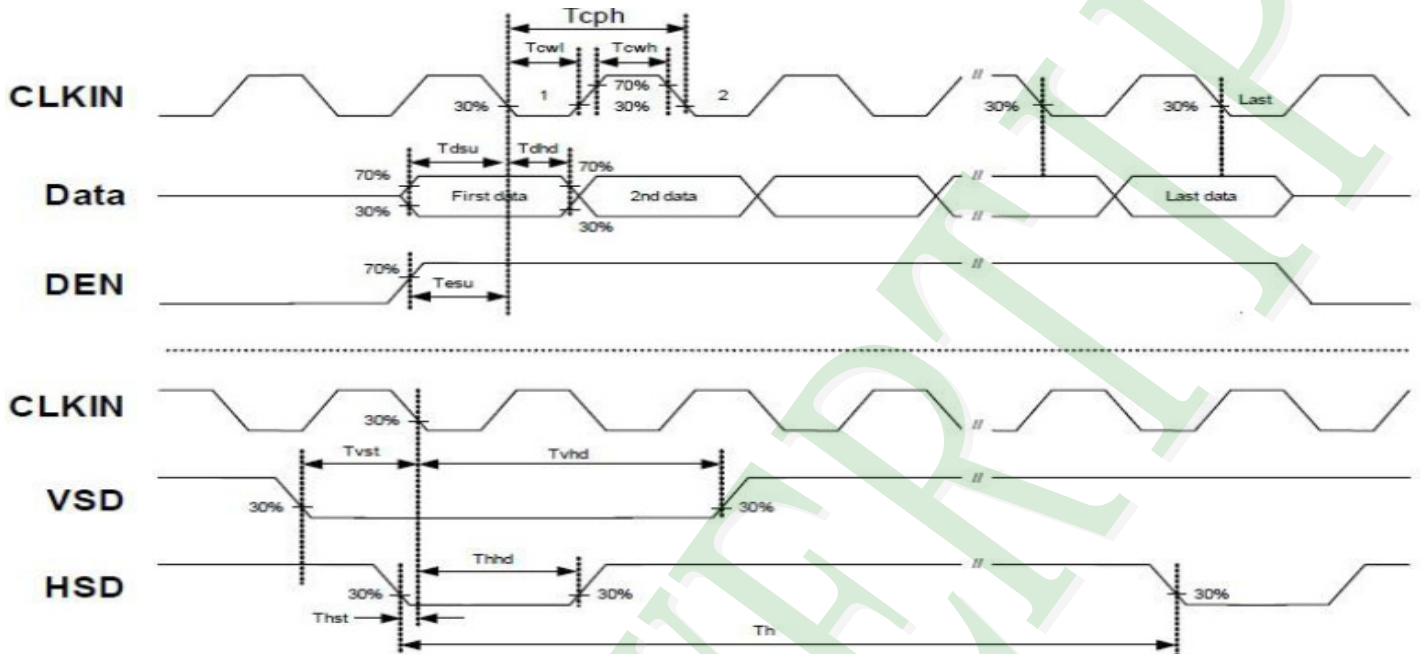 Tcph
Tcwl Tcwh
CLKIN 30% 1 70% 30% 2 // 30% 30% Last
Tdsu Tdhd
70% 70%
Data First data 2nd data // Last data
30% 30% //
DEN 70% Tesu //
CLKIN 30% //
Tvst Tvhd
VSD 30% 30% //
Thhd
HSD 30% 30% // 30%
Thst
Th